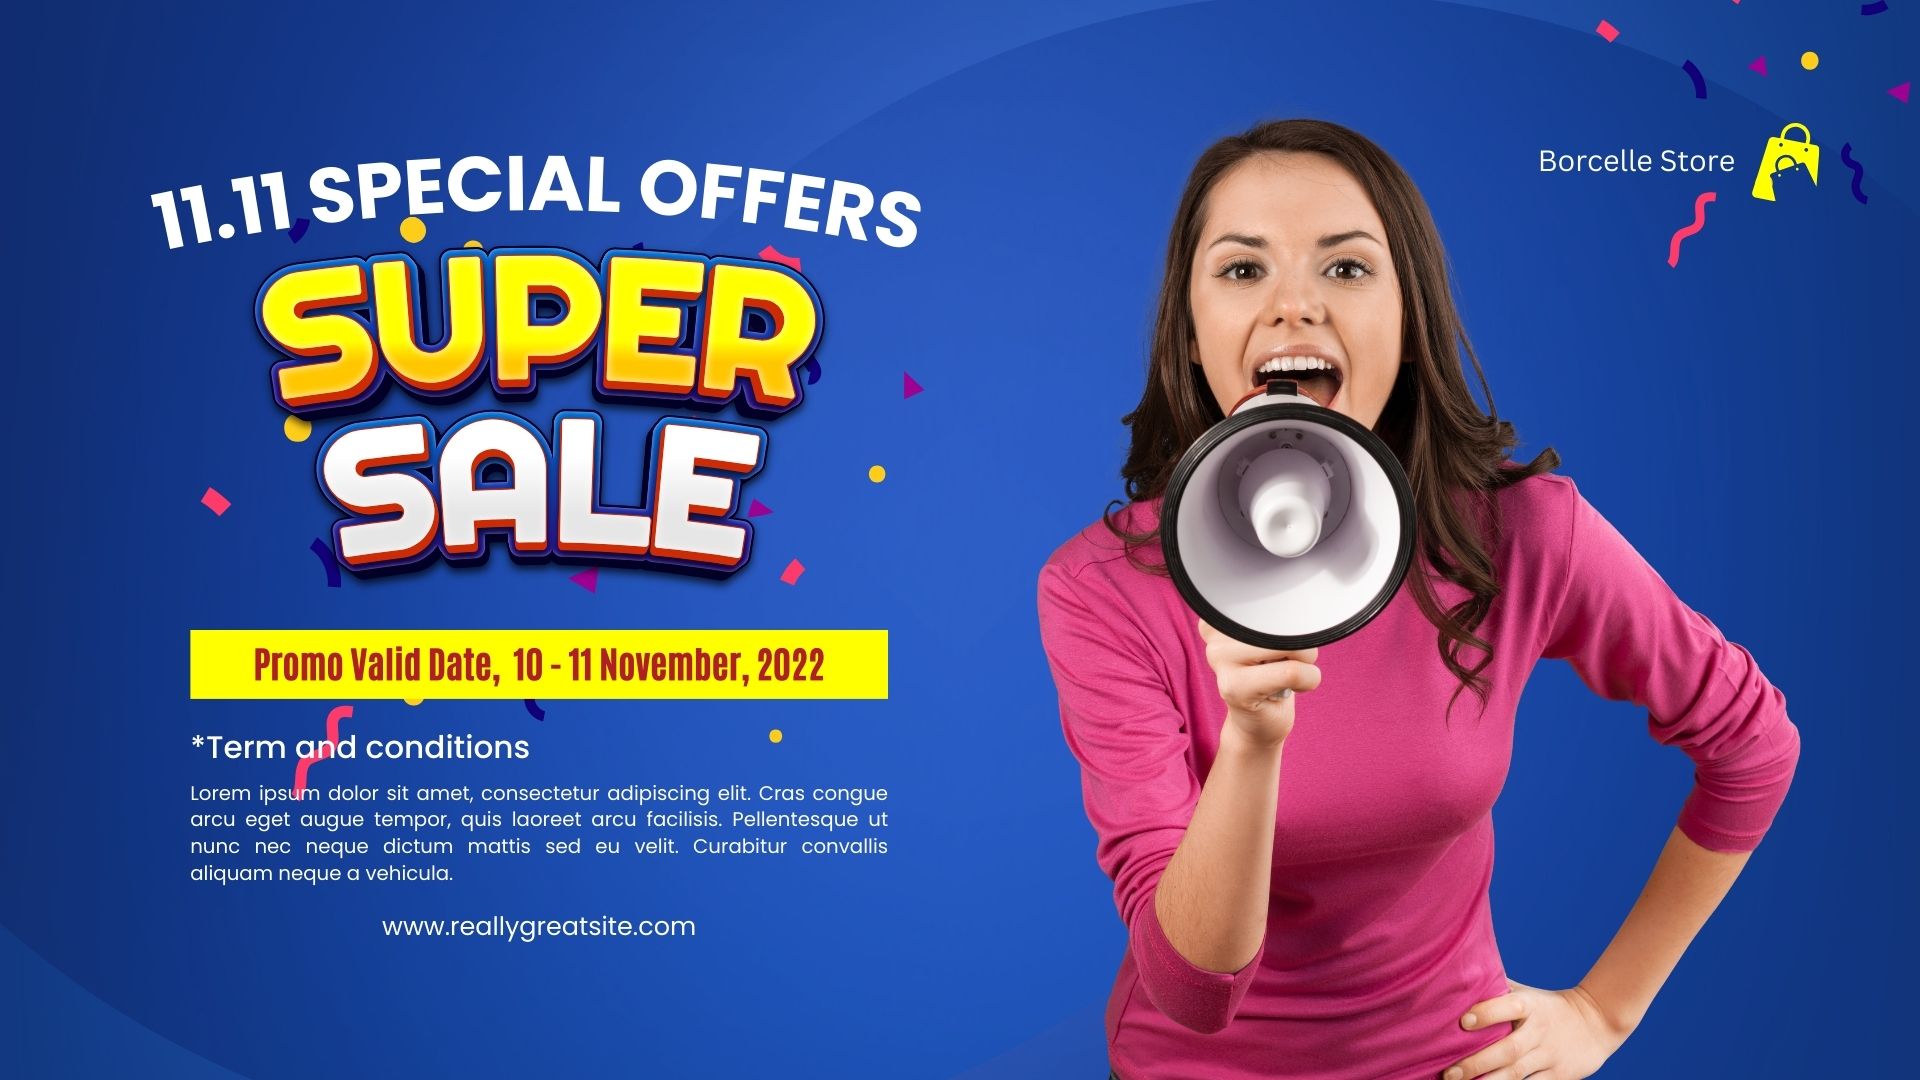 11.11 SPECIAL OFFERS
SUPER
SALE
Promo Valid Date, 10 - 11 November, 2022
*Term and conditions
Lorem ipsum dolor sit amet, consectetur adipiscing elit. Cras congue
arcu eget augue tempor, quis laoreet arcu facilisis. Pellentesque ut
nunc nec neque dictum mattis sed eu velit. Curabitur convallis
aliquam neque a vehicula.
www.reallygreatsite.com
Borcelle Store